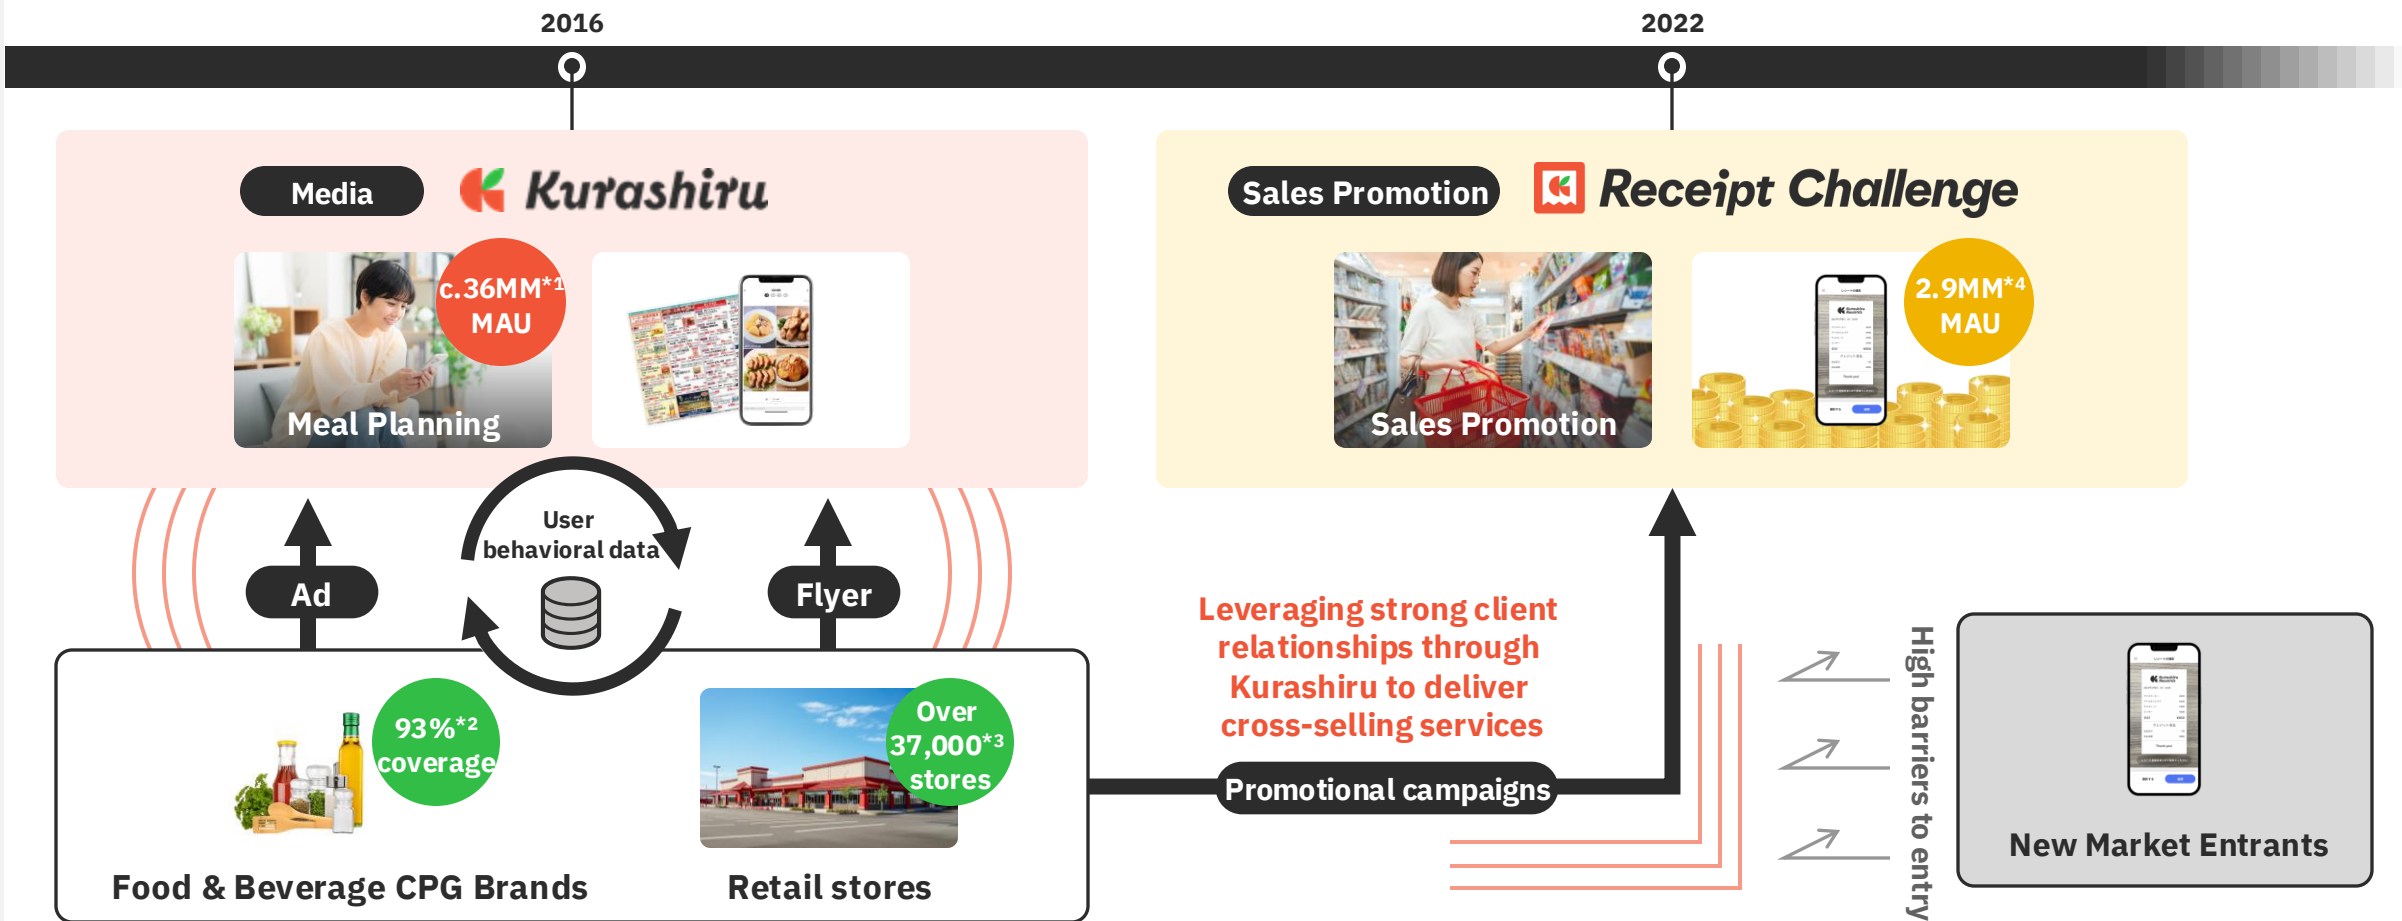 2016
2022
Media
Kurashiru
c.36MM*1
MAU
Meal Planning
Sales Promotion
Receipt Challenge
2.9MM*4
MAU
Sales Promotion
User
behavioral data
Ad
Flyer
93%*2
coverage
Over
37,000*3
stores
Food & Beverage CPG Brands
Retail stores
Leveraging strong client
relationships through
Kurashiru to deliver
cross-selling services
Promotional campaigns
High barriers to entry
New Market Entrants